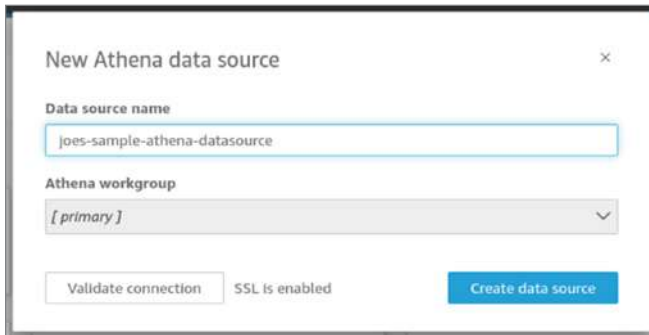 New Athena data source ×
Data source name
joes-sample-athena-datasource
Athena workgroup
[ primary ]
Validate connection SSL is enabled Create data source